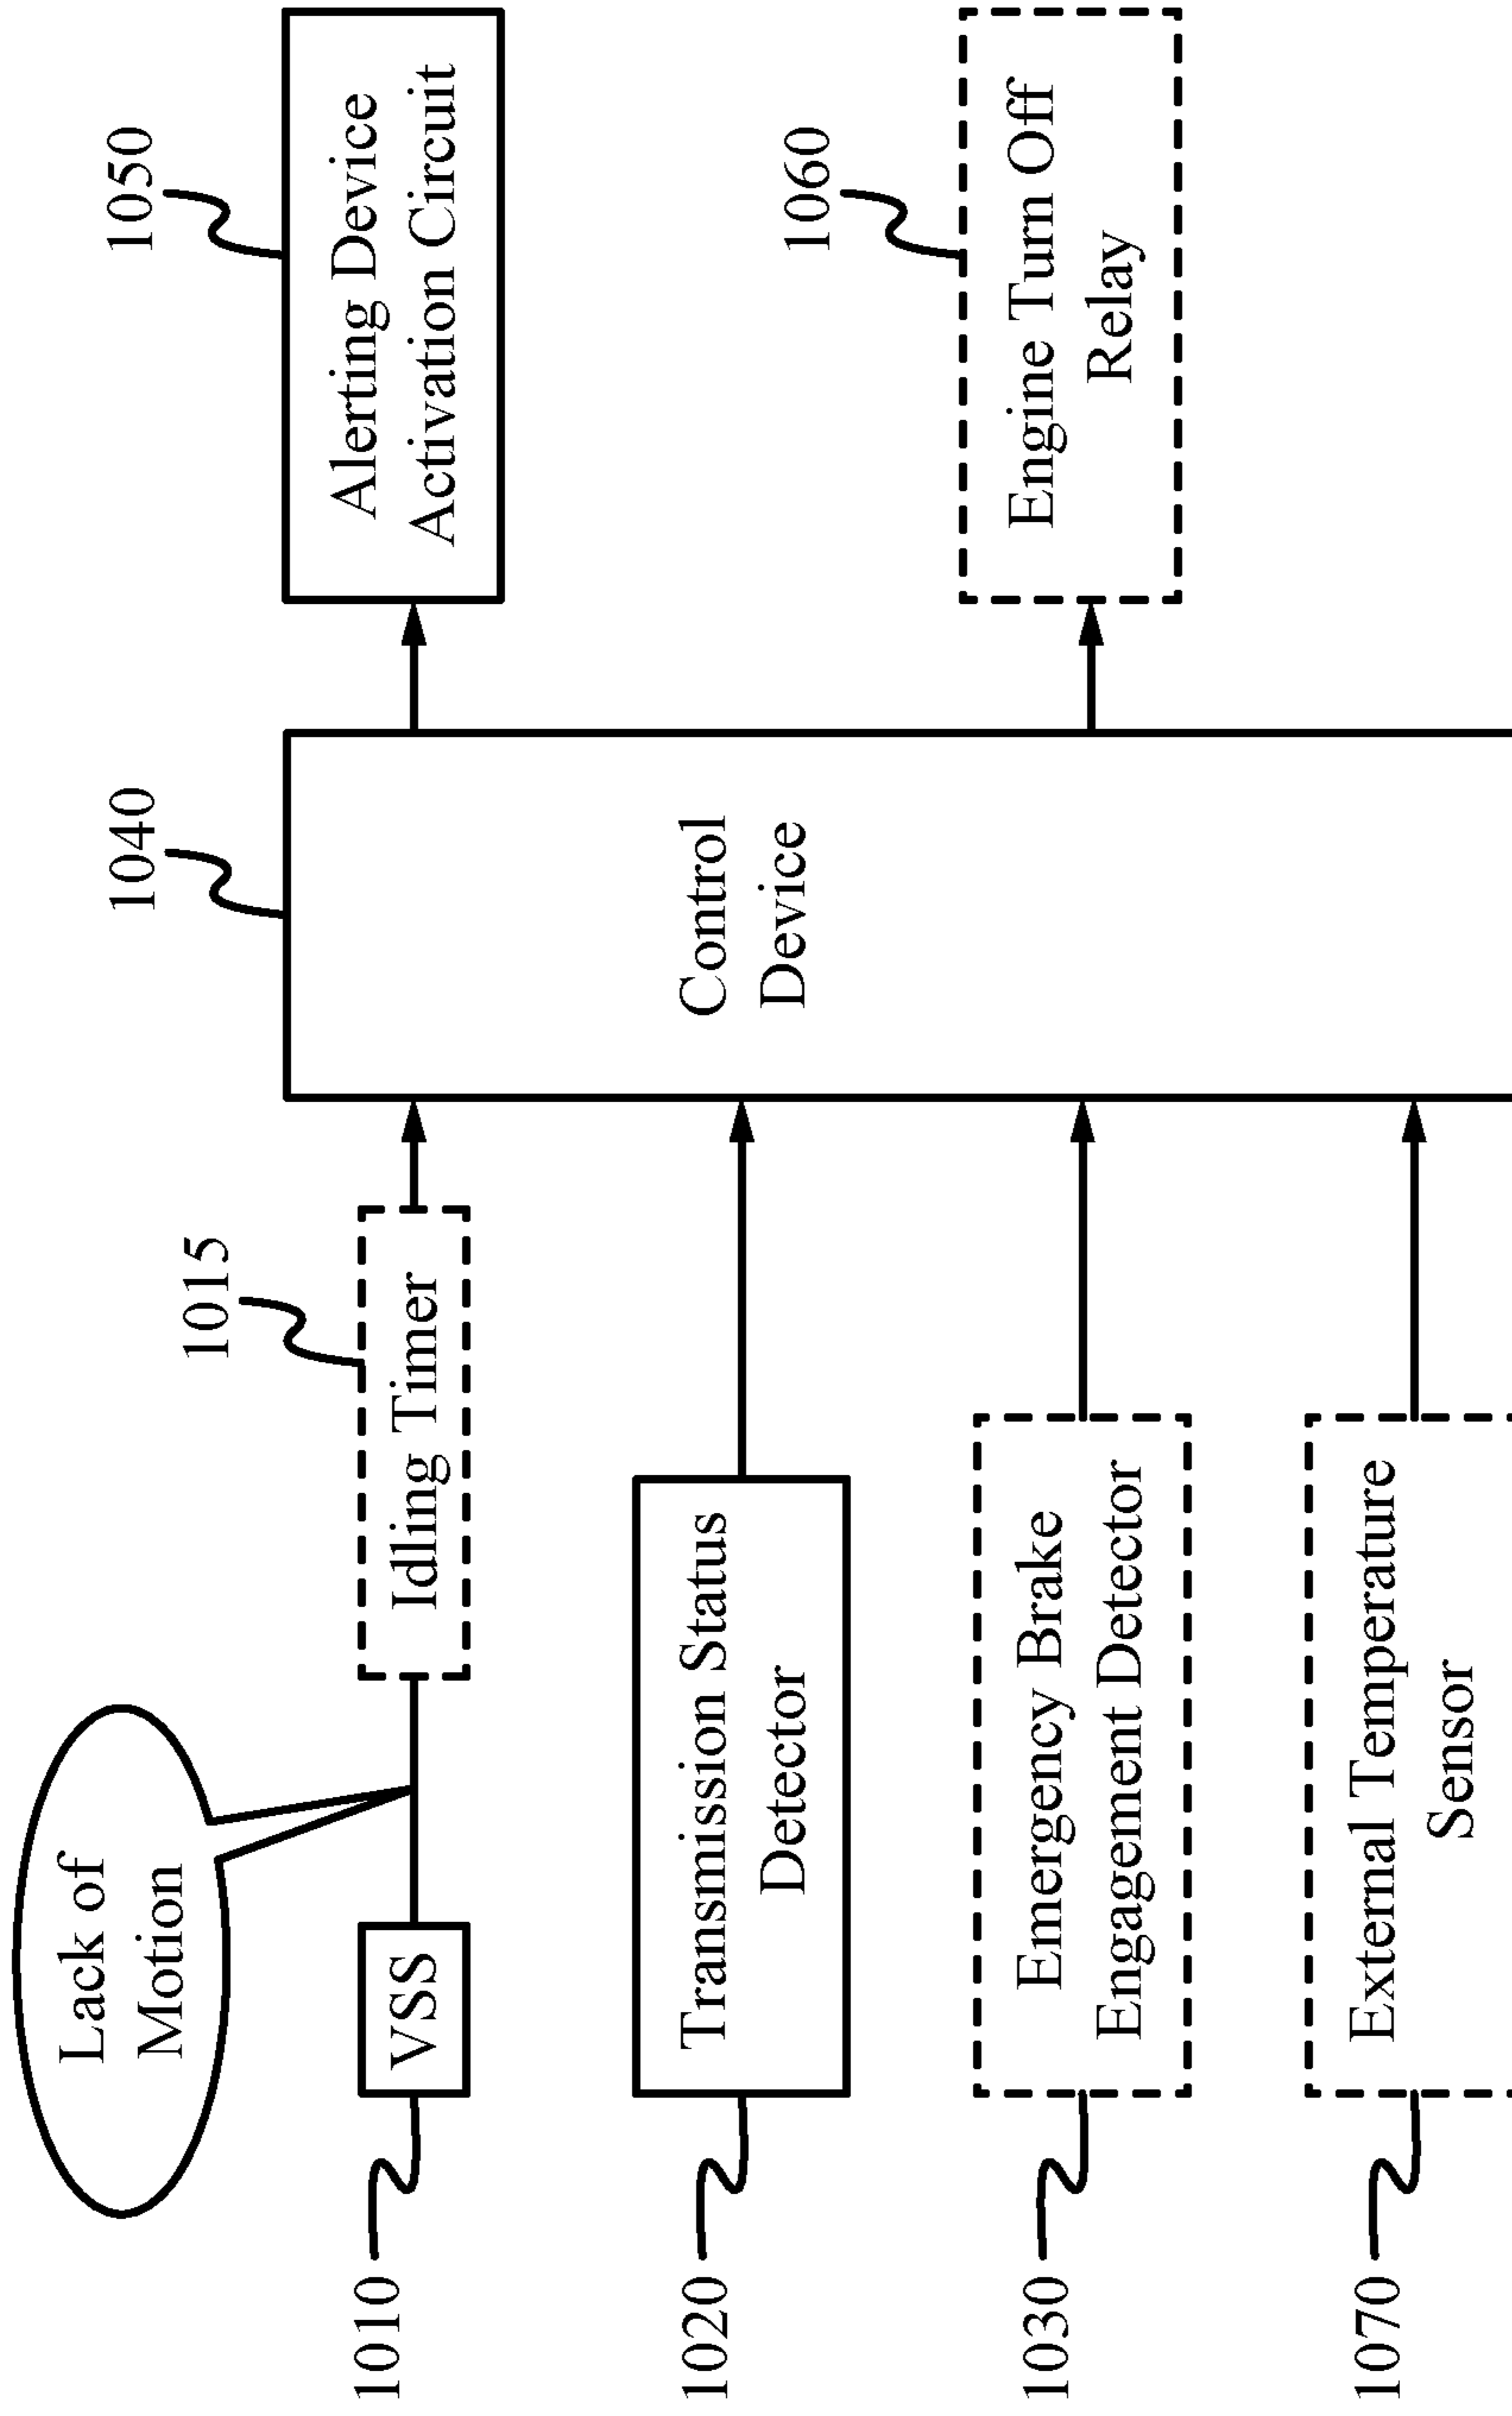 Lack of
Motion
1015
1040
1050
1010
VSS
Idling Timer
Alerting Device
Activation Circuit
1020
Transmission Status
Detector
Control
Device
1060
1030
Emergency Brake
Engagement Detector
Engine Turn Off
Relay
1070
External Temperature
Sensor